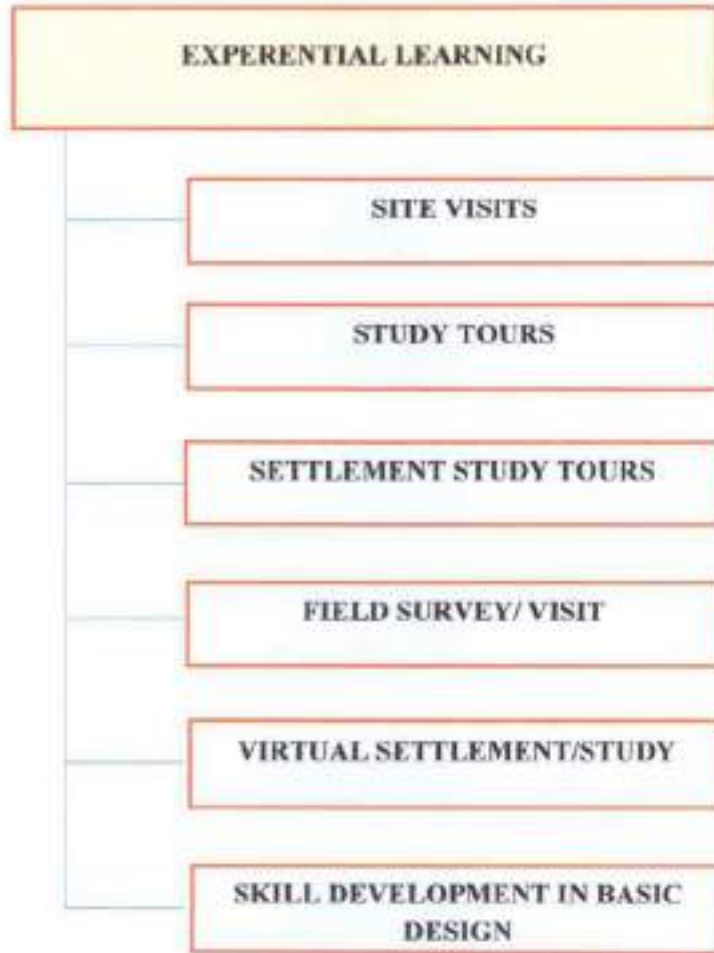 EXPERENTIAL LEARNING
SITE VISITS
STUDY TOURS
SETTLEMENT STUDY TOURS
FIELD SURVEY/ VISIT
VIRTUAL SETTLEMENT/STUDY
SKILL DEVELOPMENT IN BASIC
DESIGN